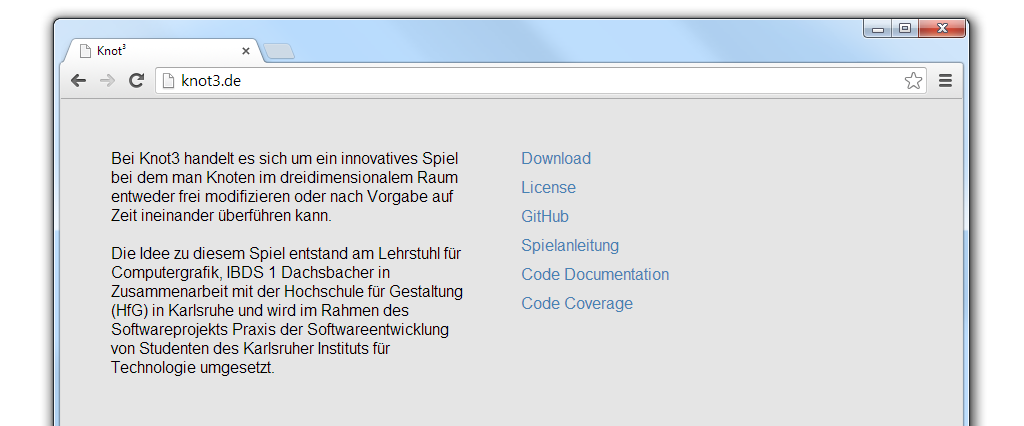 Knot³
knot3.de
Bei Knot3 handelt es sich um ein innovatives Spiel
bei dem man Knoten im dreidimensionalem Raum
entweder frei modifizieren oder nach Vorgabe auf
Zeit ineinander überführen kann.
Die Idee zu diesem Spiel entstand am Lehrstuhl für
Computergrafik, IBDS 1 Dachsbacher in
Zusammenarbeit mit der Hochschule für Gestaltung
(HfG) in Karlsruhe und wird im Rahmen des
Softwareprojekts Praxis der Softwareentwicklung
von Studenten des Karlsruher Instituts für
Technologie umgesetzt.
Download
License
GitHub
Spielanleitung
Code Documentation
Code Coverage